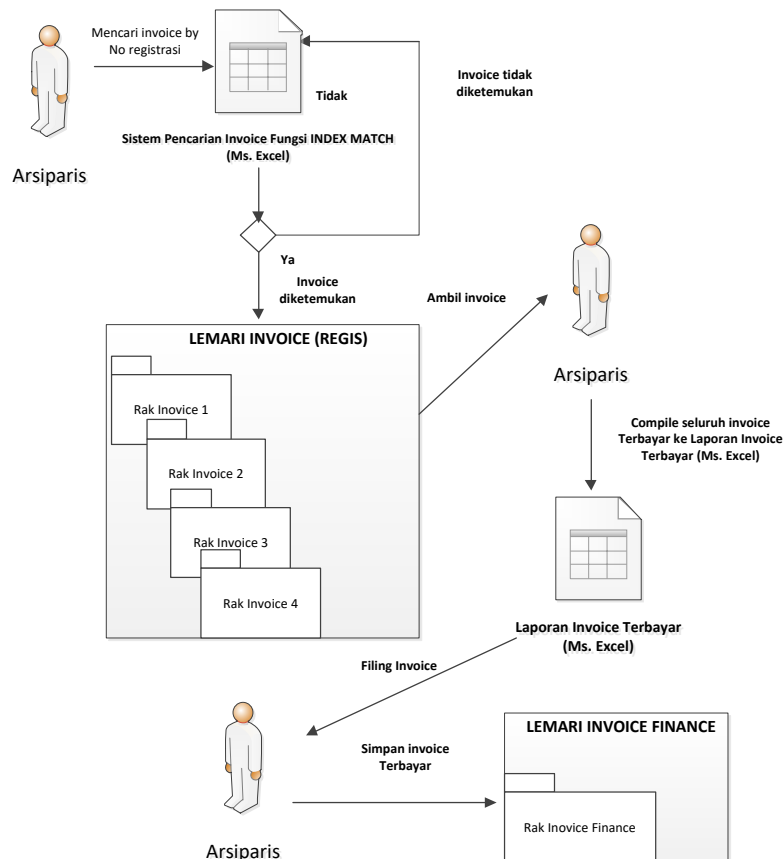 Mencari invoice by
No registrasi
Arsiparis
Tidak
Invoice tidak
diketemukan
Sistem Pencarian Invoice Fungsi INDEX MATCH
(Ms. Excel)
Ya
Invoice
diketemukan
Ambil invoice
Arsiparis
LEMARI INVOICE (REGIS)
Rak Inovice 1
Rak Invoice 2
Rak Invoice 3
Rak Invoice 4
Compile seluruh invoice
Terbayar ke Laporan Invoice
Terbayar (Ms. Excel)
Laporan Invoice Terbayar
(Ms. Excel)
Filing Invoice
Arsiparis
Simpan invoice
Terbayar
LEMARI INVOICE FINANCE
Rak Inovice Finance